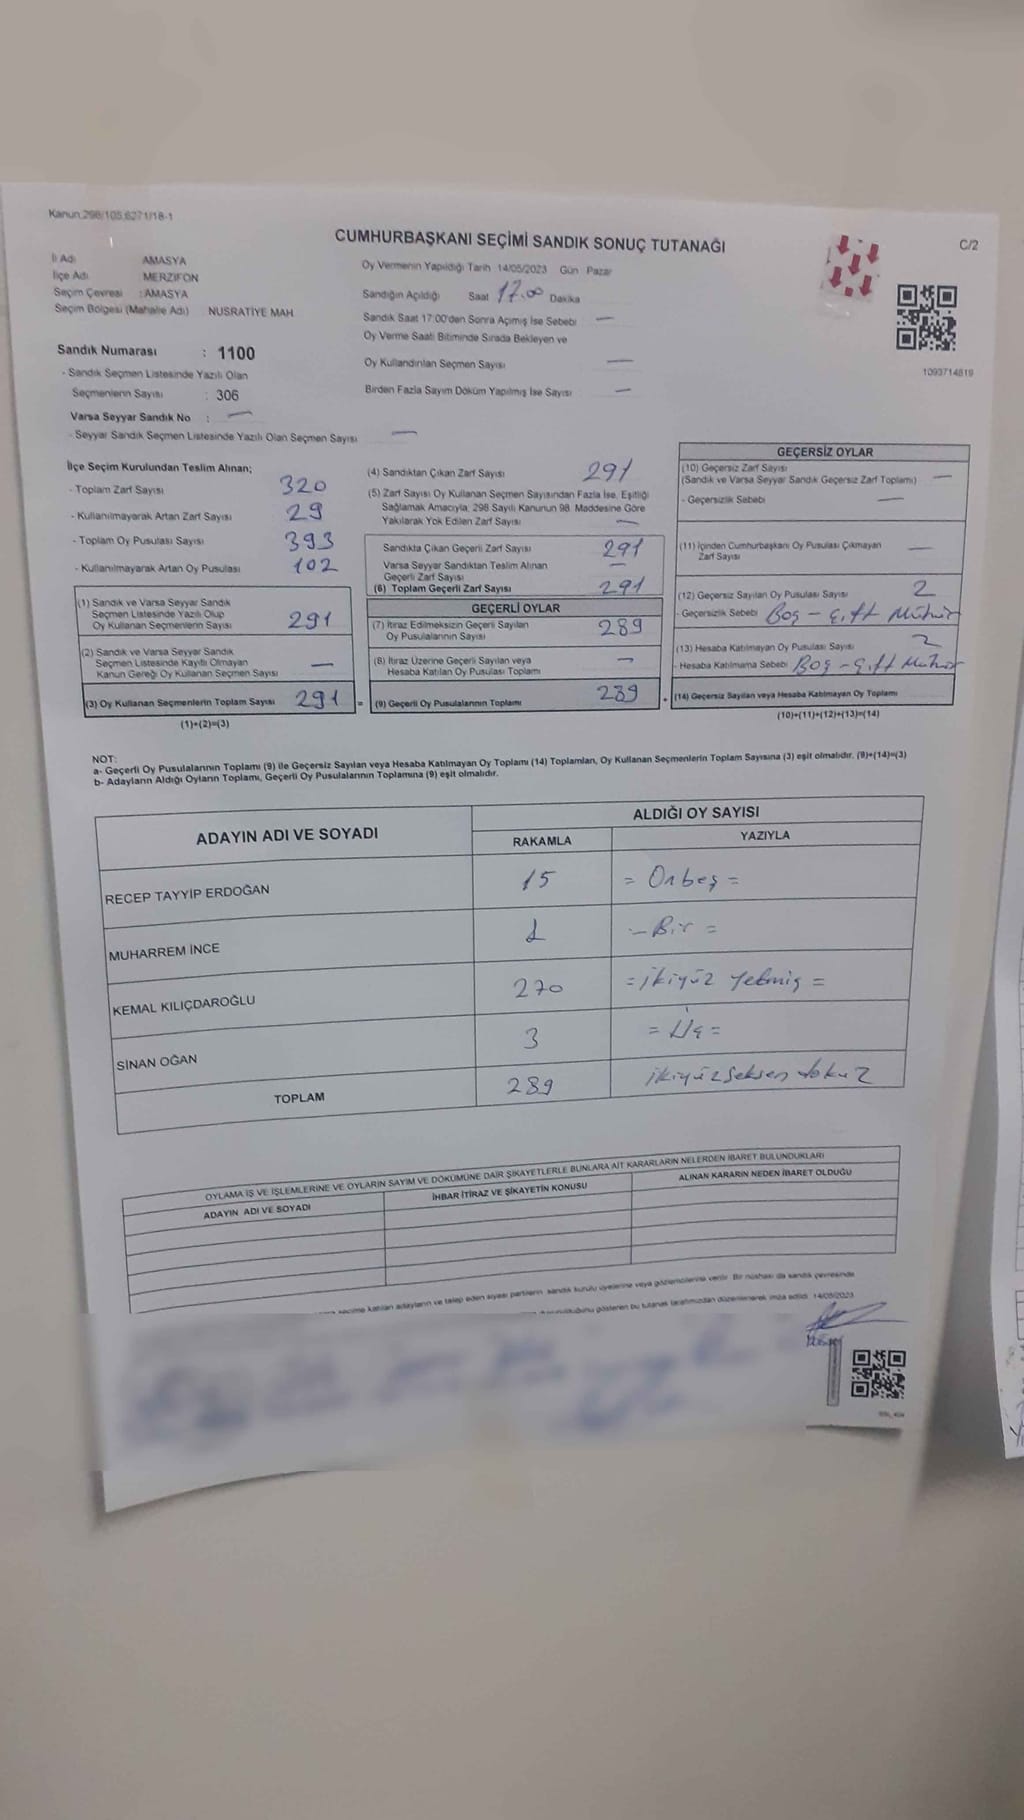 Kanun:298/105,6271/18-1
CUMHURBAŞKANI SEÇİMİ SANDIK SONUÇ TUTANAĞI
C/2
İl Adı AMASYA
İlçe Adı MERZİFON
Seçim Çevresi : AMASYA
Seçim Bölgesi (Mahalle Adı) NUSRATİYE MAH
Sandık Numarası : 1100
- Sandık Seçmen Listesinde Yazılı Olan
Seçmenlerin Sayısı : 306
Varsa Seyyar Sandık No : —
- Seyyar Sandık Seçmen Listesinde Yazılı Olan Seçmen Sayısı —
Oy Vermenin Yapıldığı Tarih 14/05/2023 Gün Pazar
Sandığın Açıldığı Saat 17.00 Dakika
Sandık Saat 17:00'den Sonra Açımış İse Sebebi —
Oy Verme Saati Bitiminde Sırada Bekleyen ve
Oy Kullandırılan Seçmen Sayısı —
Birden Fazla Sayım Döküm Yapılmış İse Sayısı —
1093714819
İlçe Seçim Kurulundan Teslim Alınan;
- Toplam Zarf Sayısı 320
- Kullanılmayarak Artan Zarf Sayısı 29
- Toplam Oy Pusulası Sayısı 393
- Kullanılmayarak Artan Oy Pusulası 102
(1) Sandık ve Varsa Seyyar Sandık
Seçmen Listesinde Yazılı Olup
Oy Kullanan Seçmenlerin Sayısı 291
(2) Sandık ve Varsa Seyyar Sandık
Seçmen Listesinde Kayıtlı Olmayan
Kanun Gereği Oy Kullanan Seçmen Sayısı —
(3) Oy Kullanan Seçmenlerin Toplam Sayısı 291 =
(1)+(2)=(3)
(4) Sandıktan Çıkan Zarf Sayısı 291
(5) Zarf Sayısı Oy Kullanan Seçmen Sayısından Fazla İse, Eşitliği
Sağlamak Amacıyla, 298 Sayılı Kanunun 98. Maddesine Göre
Yakılarak Yok Edilen Zarf Sayısı —
Sandıkta Çıkan Geçerli Zarf Sayısı 291
Varsa Seyyar Sandıktan Teslim Alınan
Geçerli Zarf Sayısı —
(6) Toplam Geçerli Zarf Sayısı 291
GEÇERLİ OYLAR
(7) İtiraz Edilmeksizin Geçerli Sayılan
Oy Pusulalarının Sayısı 289
(8) İtiraz Üzerine Geçerli Sayılan veya
Hesaba Katılan Oy Pusulası Toplamı —
(9) Geçerli Oy Pusulalarının Toplamı 289 +
GEÇERSİZ OYLAR
(10) Geçersiz Zarf Sayısı
(Sandık ve Varsa Seyyar Sandık Geçersiz Zarf Toplamı) —
- Geçersizlik Sebebi —
(11) İçinden Cumhurbaşkanı Oy Pusulası Çıkmayan
Zarf Sayısı —
(12) Geçersiz Sayılan Oy Pusulası Sayısı 2
- Geçersizlik Sebebi Boş - Çift Mühür
(13) Hesaba Katılmayan Oy Pusulası Sayısı 2
- Hesaba Katılmama Sebebi Boş - Çift Mühür
(14) Geçersiz Sayılan veya Hesaba Katılmayan Oy Toplamı
(10)+(11)+(12)+(13)=(14)
NOT:
a- Geçerli Oy Pusulalarının Toplamı (9) ile Geçersiz Sayılan veya Hesaba Katılmayan Oy Toplamı (14) Toplamları, Oy Kullanan Seçmenlerin Toplam Sayısına (3) eşit olmalıdır. (9)+(14)=(3)
b- Adayların Aldığı Oyların Toplamı, Geçerli Oy Pusulalarının Toplamına (9) eşit olmalıdır.
ADAYIN ADI VE SOYADI
ALDIĞI OY SAYISI
RAKAMLA YAZIYLA
RECEP TAYYİP ERDOĞAN 15 = Onbeş =
MUHARREM İNCE 1 - Bir =
KEMAL KILIÇDAROĞLU 270 = ikiyüz Yetmiş =
SİNAN OĞAN 3 = Üç =
TOPLAM 289 ikiyüzseksen dokuz
OYLAMA İŞ VE İŞLEMLERİNE VE OYLARIN SAYIM VE DÖKÜMÜNE DAİR ŞİKAYETLERLE BUNLARA AİT KARARLARIN NELERDEN İBARET BULUNDUKLARI
ADAYIN ADI VE SOYADI İHBAR İTİRAZ VE ŞİKAYETİN KONUSU ALINAN KARARIN NEDEN İBARET OLDUĞU
seçime katılan adayların ve talep eden siyasi partilerin sandık kurulu üyelerine veya gözlemcilerine verilir. Bir nüshası da sandık çevresinde
gösteren bu tutanak tarafımızdan düzenlenerek imza edildi. 14/05/2023